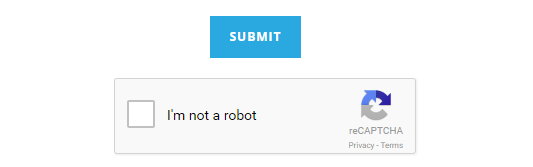 SUBMIT
I'm not a robot
reCAPTCHA
Privacy - Terms